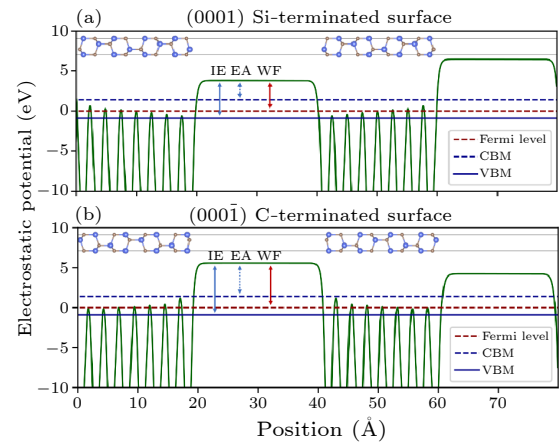 (a) (0001) Si-terminated surface
10
5
0
−5
−10
IE EA WF
Fermi level
CBM
VBM
(b) (0001̄) C-terminated surface
10
5
0
−5
−10
IE EA WF
Fermi level
CBM
VBM
0 10 20 30 40 50 60 70
Position (Å)
Electrostatic potential (eV)